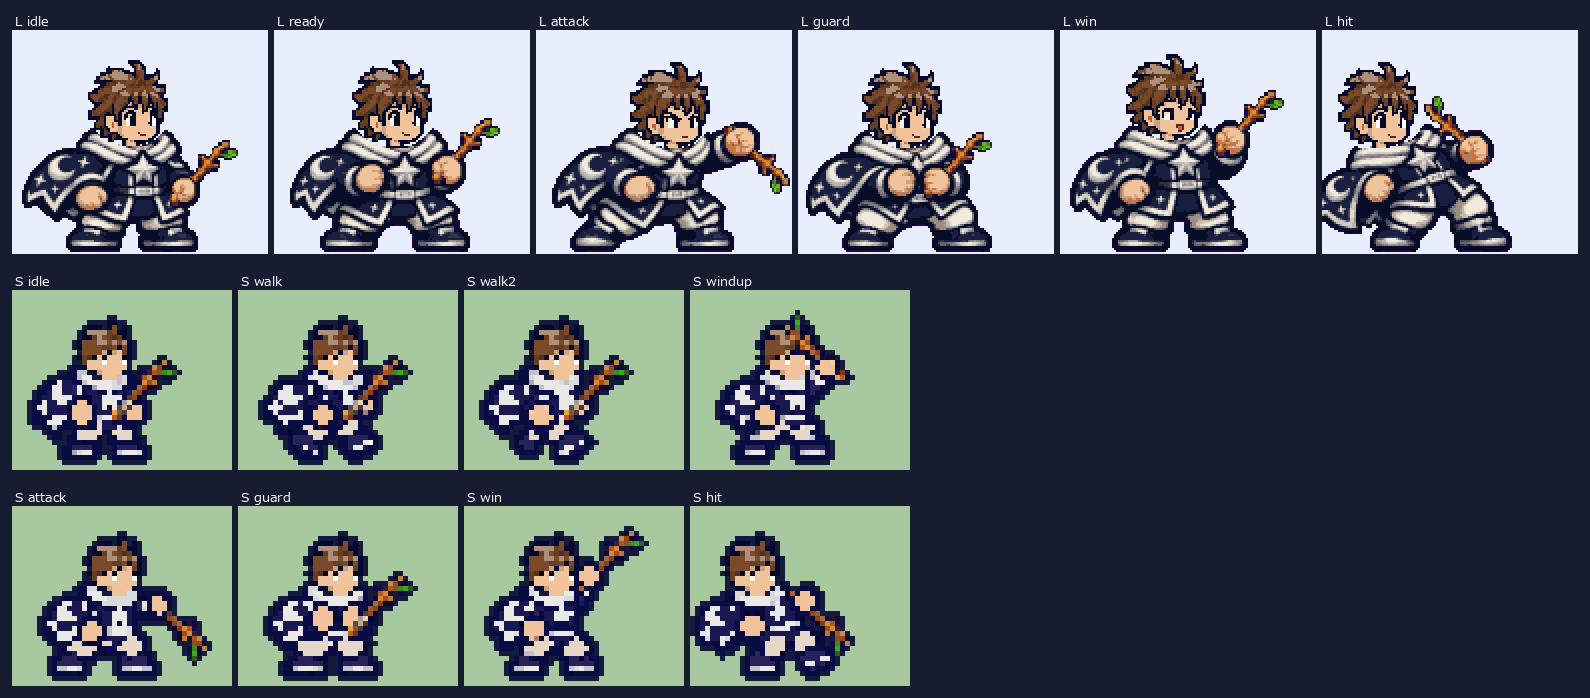 L idle
L ready
L attack
L guard
L win
L hit
S idle
S walk
S walk2
S windup
S attack
S guard
S win
S hit